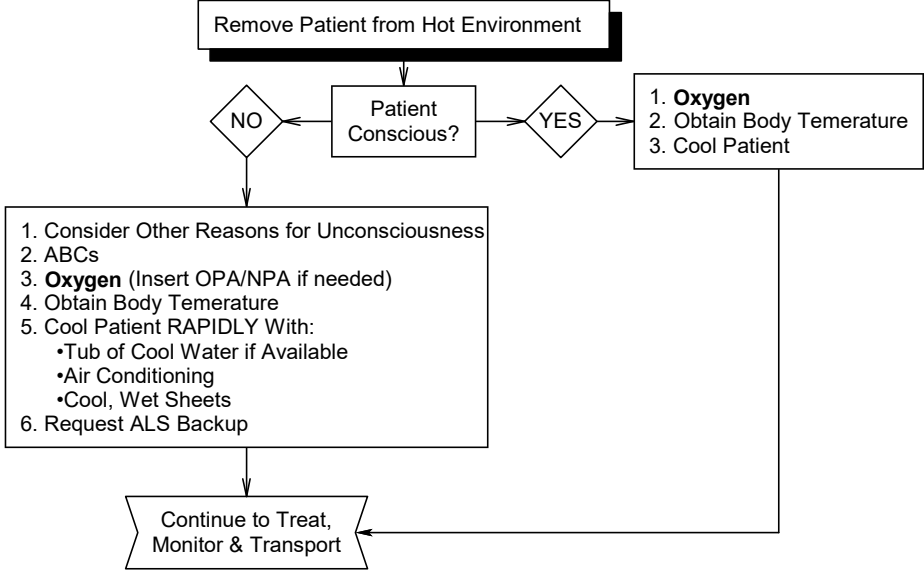 Remove Patient from Hot Environment
Patient
Conscious?
NO
YES
1. Oxygen
2. Obtain Body Temerature
3. Cool Patient
1. Consider Other Reasons for Unconsciousness
2. ABCs
3. Oxygen (Insert OPA/NPA if needed)
4. Obtain Body Temerature
5. Cool Patient RAPIDLY With:
•Tub of Cool Water if Available
•Air Conditioning
•Cool, Wet Sheets
6. Request ALS Backup
Continue to Treat,
Monitor & Transport